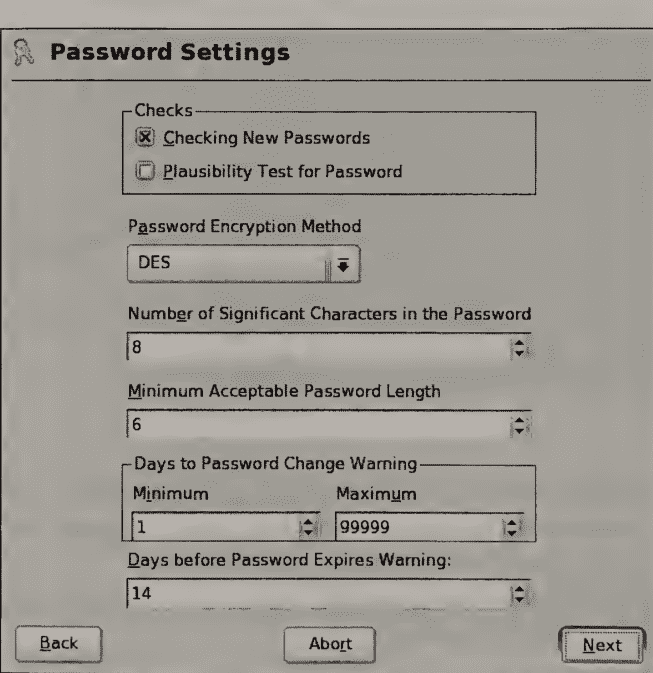 Password Settings
Checks
Checking New Passwords
Plausibility Test for Password
Password Encryption Method
DES
Number of Significant Characters in the Password
8
Minimum Acceptable Password Length
6
Days to Password Change Warning
Minimum Maximum
1 99999
Days before Password Expires Warning:
14
Back Abort Next